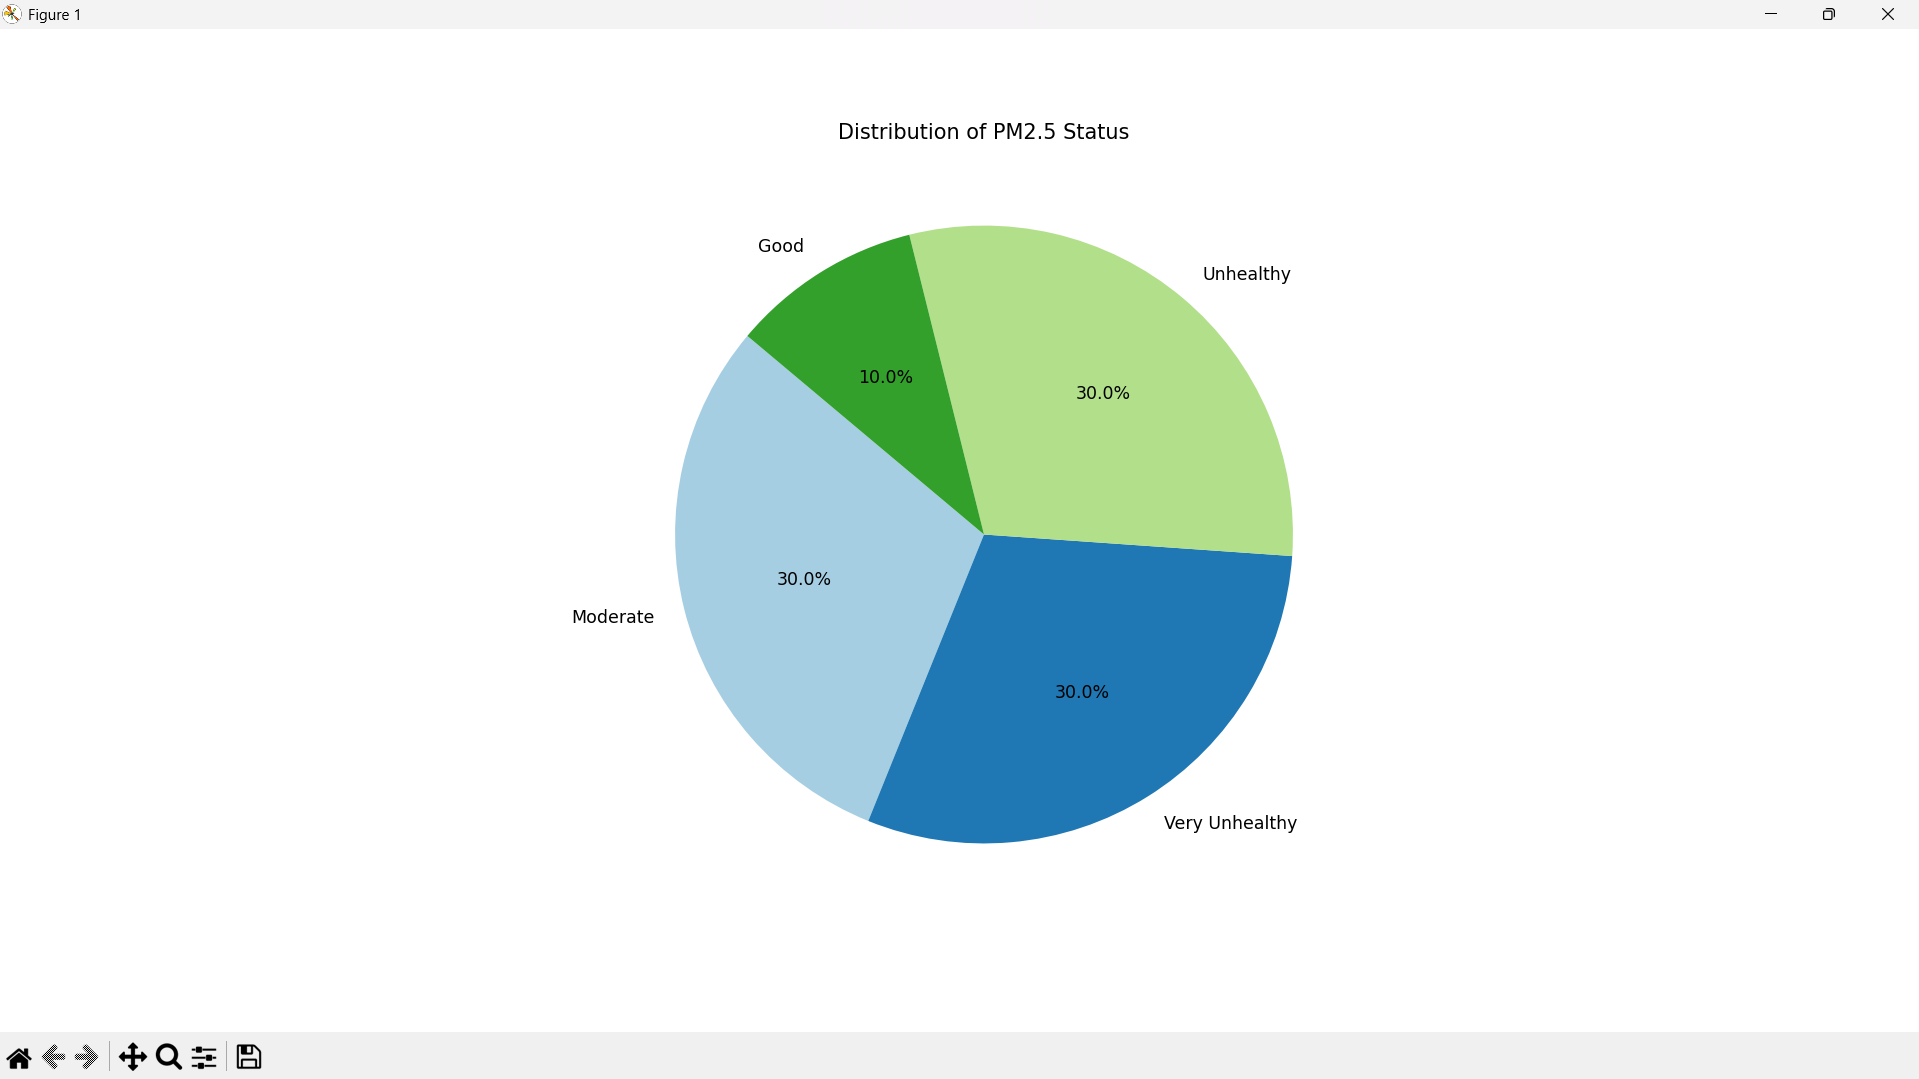 Figure 1
Distribution of PM2.5 Status
Good
Unhealthy
10.0%
30.0%
30.0%
Moderate
30.0%
Very Unhealthy